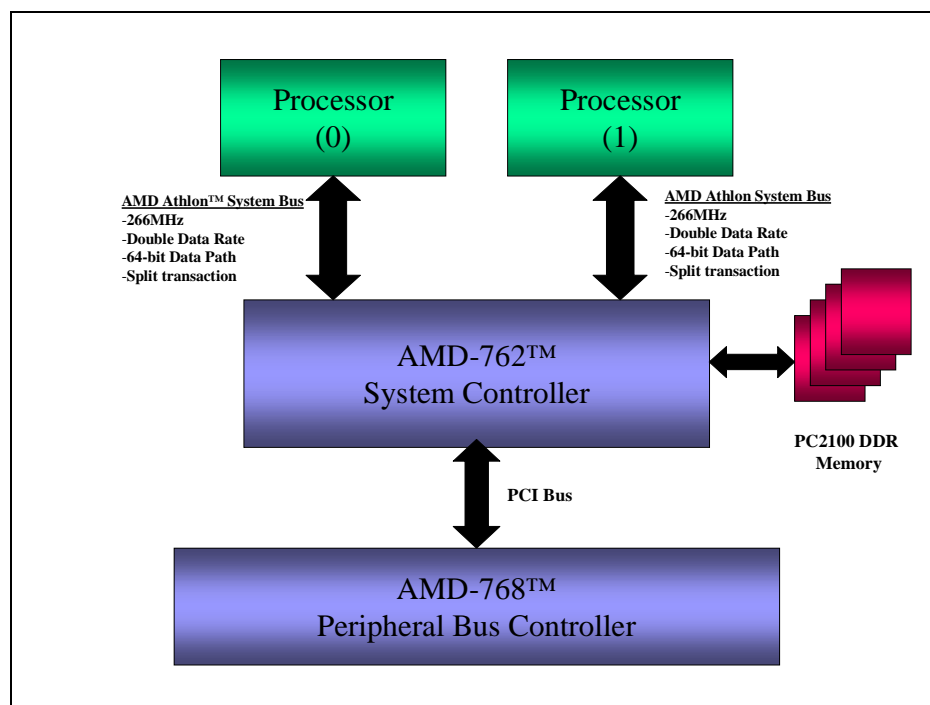 Processor
(0)
Processor
(1)
AMD Athlon™ System Bus
-266MHz
-Double Data Rate
-64-bit Data Path
-Split transaction
AMD Athlon System Bus
-266MHz
-Double Data Rate
-64-bit Data Path
-Split transaction
AMD-762™
System Controller
PC2100 DDR
Memory
PCI Bus
AMD-768™
Peripheral Bus Controller